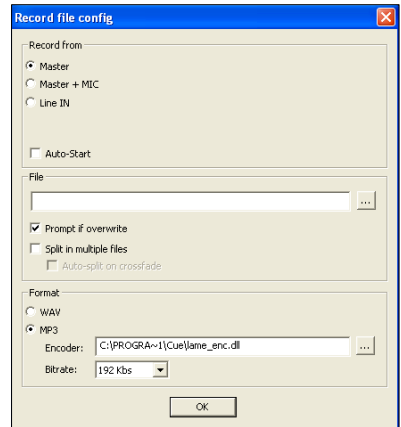 Record file config
Record from
Master
Master + MIC
Line IN
Auto-Start
File
...
Prompt if overwrite
Split in multiple files
Auto-split on crossfade
Format
WAV
MP3
Encoder: C:\PROGRA~1\Cue\lame_enc.dll ...
Bitrate: 192 Kbs
OK